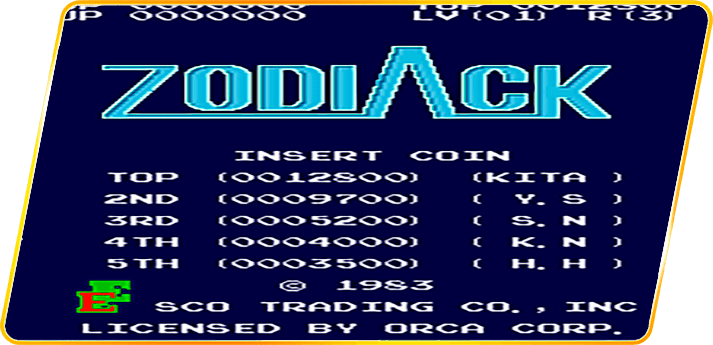 UP 0000000 LV(01) R(3)
ZODIACK
INSERT COIN
TOP (0012800) (KITA )
2ND (0009700) ( Y.S )
3RD (0005200) ( S.N )
4TH (0004000) ( K.N )
5TH (0003500) ( H.H )
© 1983
ESCO TRADING CO.,INC
LICENSED BY ORCA CORP.